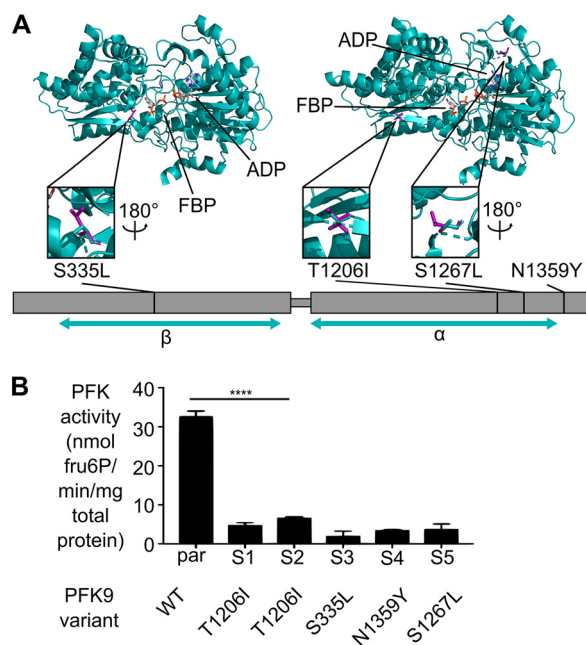 A
ADP
FBP
ADP
FBP
180°
180°
S335L
T1206I
S1267L
N1359Y
β
α
B
PFK
activity
(nmol
fru6P/
min/mg
total
protein)
40
30
20
10
0
****
par S1 S2 S3 S4 S5
PFK9
variant
WT
T1206I
T1206I
S335L
N1359Y
S1267L